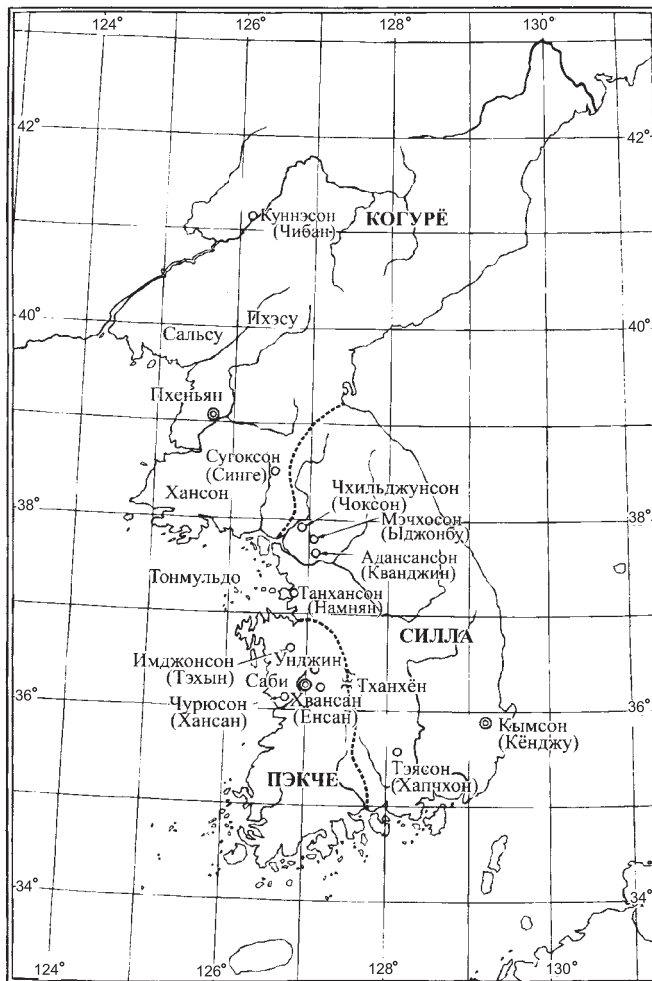 124° 126° 128° 130°
42°
42°
Куннэсон
(Чибан)
КОГУРЁ
40°
40°
Пхэсу
Сальсу
Пхеньян
Сугоксон
(Синге)
Хансон
38°
38°
Чхильджунсон
(Чоксон)
Мэчхосон
(Ыджонбу)
Адансансон
(Кванджин)
Тонмульдо
Танхансон
(Намнян)
СИЛЛА
Имджонсон
(Тэхын)
Унджин
Саби
Тханхён
Чурюсон
(Хансан)
Хвансан
(Енсан)
36°
36°
Кымсон
(Кёнджу)
Тэясон
(Хапчхон)
ПЭКЧЕ
34°
34°
124° 126° 128° 130°